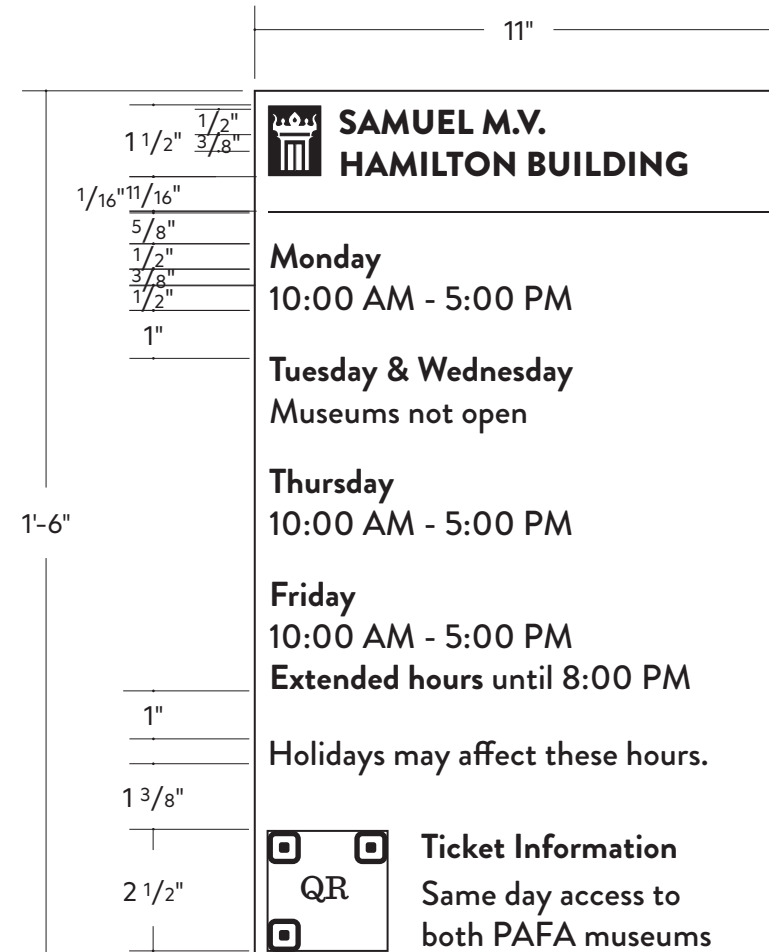 11"
1/2"
1 1/2"
3/8"
SAMUEL M.V.
HAMILTON BUILDING
1/16" 11/16"
5/8"
1/2"
3/8"
1/2"
1"
Monday
10:00 AM - 5:00 PM
Tuesday & Wednesday
Museums not open
Thursday
10:00 AM - 5:00 PM
1'-6"
Friday
10:00 AM - 5:00 PM
Extended hours until 8:00 PM
1"
Holidays may affect these hours.
1 3/8"
2 1/2"
QR
Ticket Information
Same day access to
both PAFA museums